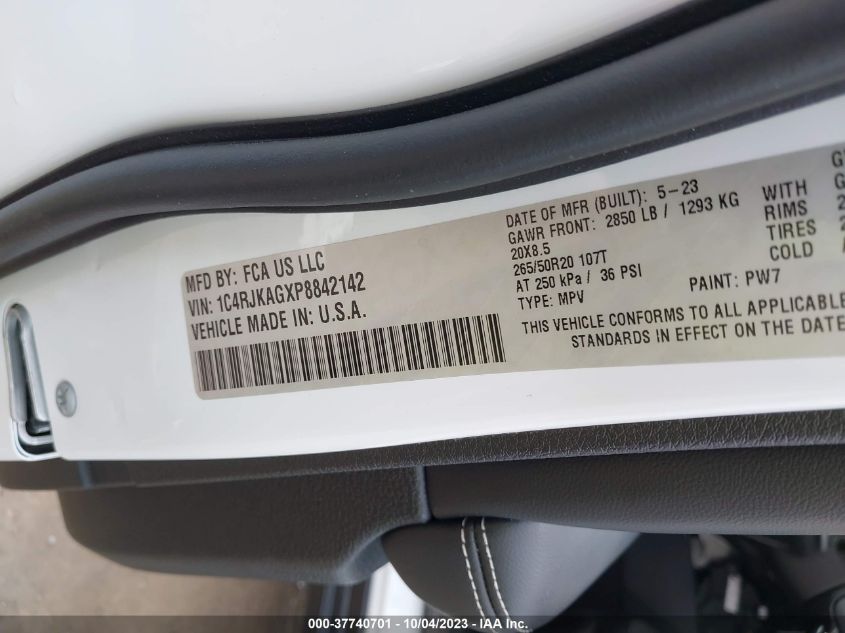 MFD BY: FCA US LLC
VIN: 1C4RJKAGXP8842142
VEHICLE MADE IN: U.S.A.
DATE OF MFR (BUILT): 5-23
GAWR FRONT: 2850 LB / 1293 KG
20X8.5
265/50R20 107T
AT 250 kPa / 36 PSI
TYPE: MPV
PAINT: PW7
WITH
RIMS
TIRES
COLD
THIS VEHICLE CONFORMS TO ALL APPLICABLE
STANDARDS IN EFFECT ON THE DATE
000-37740701 - 10/04/2023 - IAA Inc.